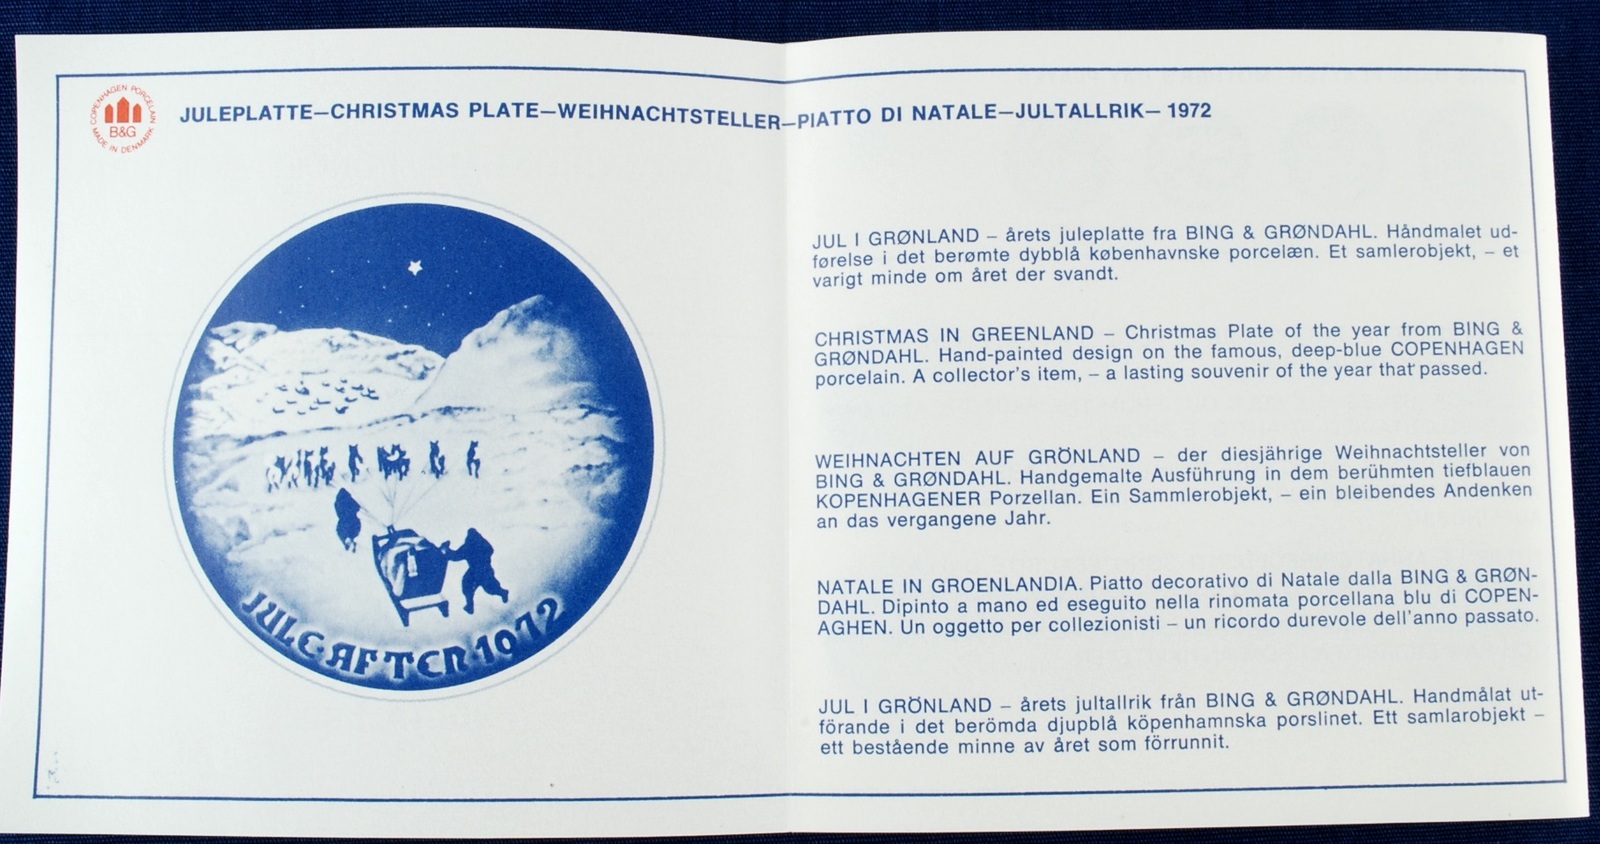 COPENHAGEN PORCELAIN
B&G
MADE IN DENMARK
JULEPLATTE—CHRISTMAS PLATE—WEIHNACHTSTELLER—PIATTO DI NATALE—JULTALLRIK—1972
JULE·AFTER·1972
JUL I GRØNLAND – årets juleplatte fra BING & GRØNDAHL. Håndmalet ud-
førelse i det berømte dybblå københavnske porcelæn. Et samlerobjekt, – et
varigt minde om året der svandt.
CHRISTMAS IN GREENLAND – Christmas Plate of the year from BING &
GRØNDAHL. Hand-painted design on the famous, deep-blue COPENHAGEN
porcelain. A collector's item, – a lasting souvenir of the year that passed.
WEIHNACHTEN AUF GRÖNLAND – der diesjährige Weihnachtsteller von
BING & GRØNDAHL. Handgemalte Ausführung in dem berühmten tiefblauen
KOPENHAGENER Porzellan. Ein Sammlerobjekt, – ein bleibendes Andenken
an das vergangene Jahr.
NATALE IN GROENLANDIA. Piatto decorativo di Natale dalla BING & GRØN-
DAHL. Dipinto a mano ed eseguito nella rinomata porcellana blu di COPEN-
AGHEN. Un oggetto per collezionisti – un ricordo durevole dell'anno passato.
JUL I GRÖNLAND – årets jultallrik från BING & GRØNDAHL. Handmålat ut-
förande i det berömda djupblå köpenhamnska porslinet. Ett samlarobjekt –
ett bestående minne av året som förrunnit.